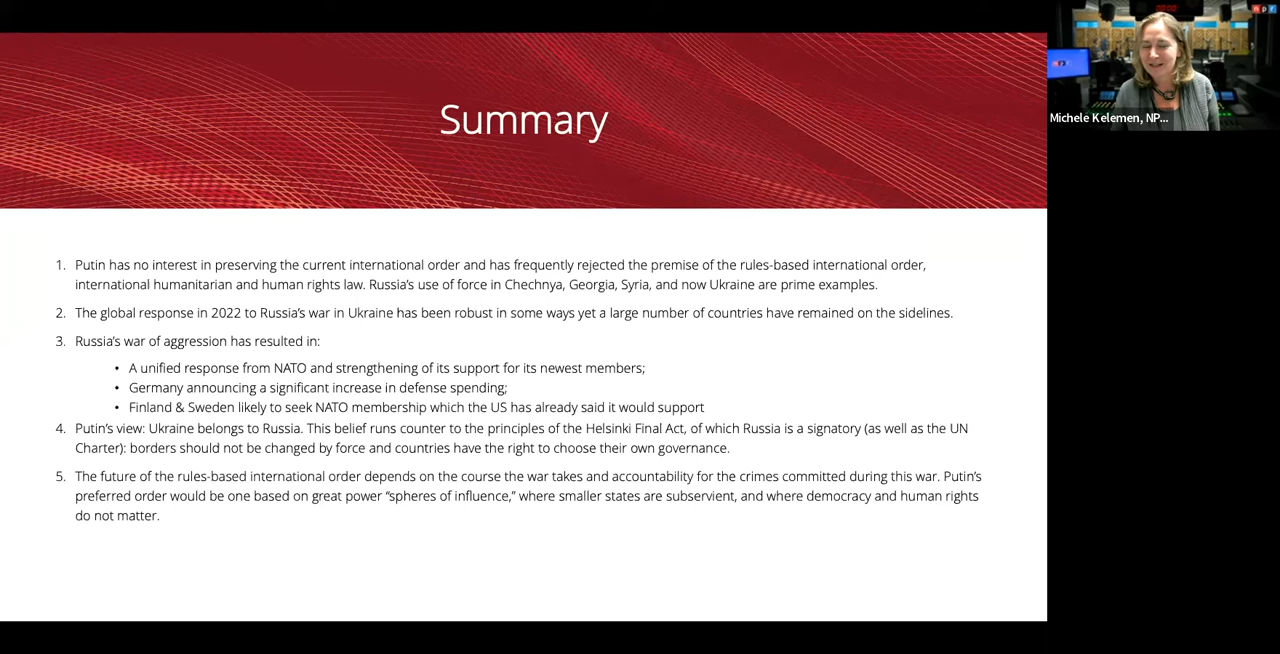 Summary
1. Putin has no interest in preserving the current international order and has frequently rejected the premise of the rules-based international order,
international humanitarian and human rights law. Russia’s use of force in Chechnya, Georgia, Syria, and now Ukraine are prime examples.
2. The global response in 2022 to Russia’s war in Ukraine has been robust in some ways yet a large number of countries have remained on the sidelines.
3. Russia’s war of aggression has resulted in:
• A unified response from NATO and strengthening of its support for its newest members;
• Germany announcing a significant increase in defense spending;
• Finland & Sweden likely to seek NATO membership which the US has already said it would support
4. Putin’s view: Ukraine belongs to Russia. This belief runs counter to the principles of the Helsinki Final Act, of which Russia is a signatory (as well as the UN
Charter): borders should not be changed by force and countries have the right to choose their own governance.
5. The future of the rules-based international order depends on the course the war takes and accountability for the crimes committed during this war. Putin’s
preferred order would be one based on great power “spheres of influence,” where smaller states are subservient, and where democracy and human rights
do not matter.
npr
Michele Kelemen, NP...